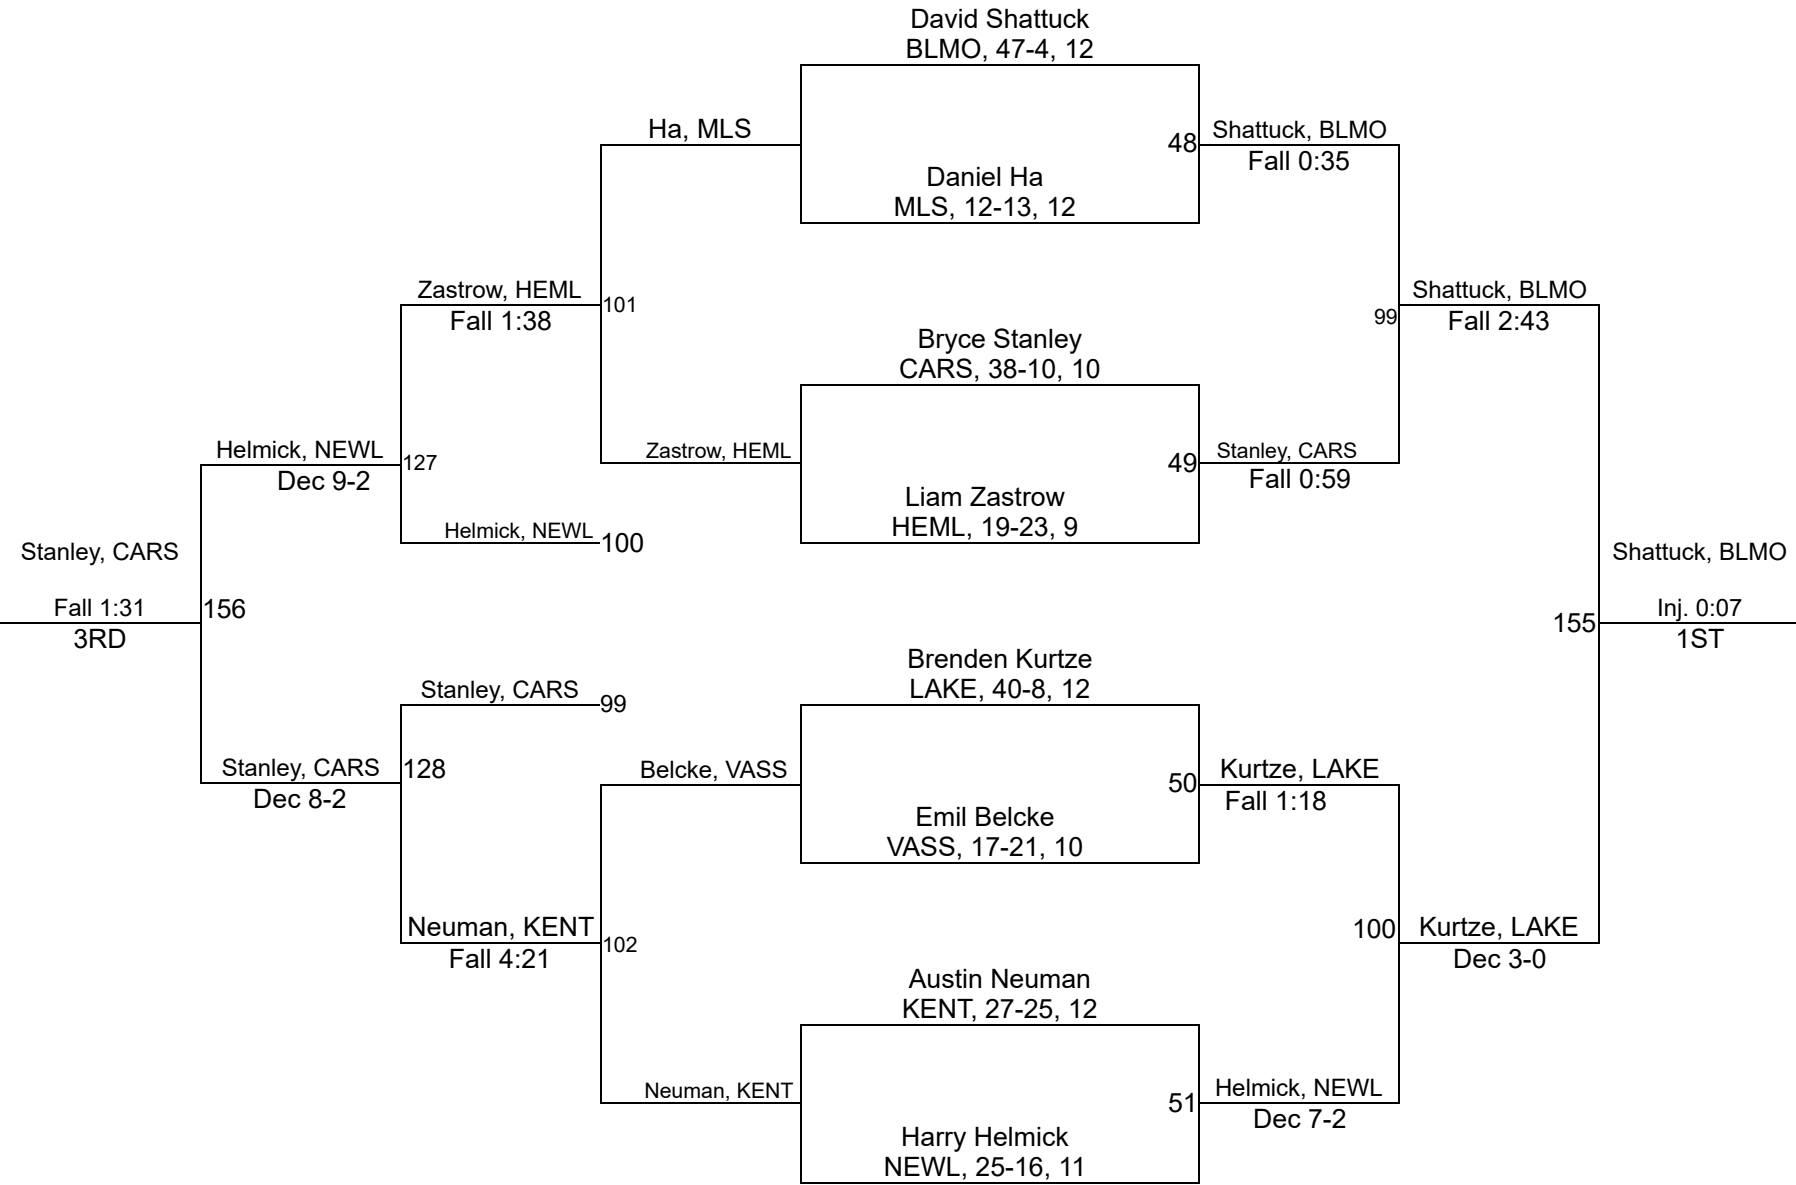 David Shattuck
BLMO, 47-4, 12
Ha, MLS
48
Shattuck, BLMO
Fall 0:35
Daniel Ha
MLS, 12-13, 12
Zastrow, HEML
Fall 1:38
101
99
Shattuck, BLMO
Fall 2:43
Bryce Stanley
CARS, 38-10, 10
Helmick, NEWL
Dec 9-2
127
Zastrow, HEML
49
Stanley, CARS
Fall 0:59
Liam Zastrow
HEML, 19-23, 9
Helmick, NEWL
100
Stanley, CARS
Fall 1:31
3RD
156
Shattuck, BLMO
155
Inj. 0:07
1ST
Brenden Kurtze
LAKE, 40-8, 12
Stanley, CARS
99
Stanley, CARS
Dec 8-2
128
Belcke, VASS
50
Kurtze, LAKE
Fall 1:18
Emil Belcke
VASS, 17-21, 10
Neuman, KENT
Fall 4:21
102
100
Kurtze, LAKE
Dec 3-0
Austin Neuman
KENT, 27-25, 12
Neuman, KENT
51
Helmick, NEWL
Dec 7-2
Harry Helmick
NEWL, 25-16, 11